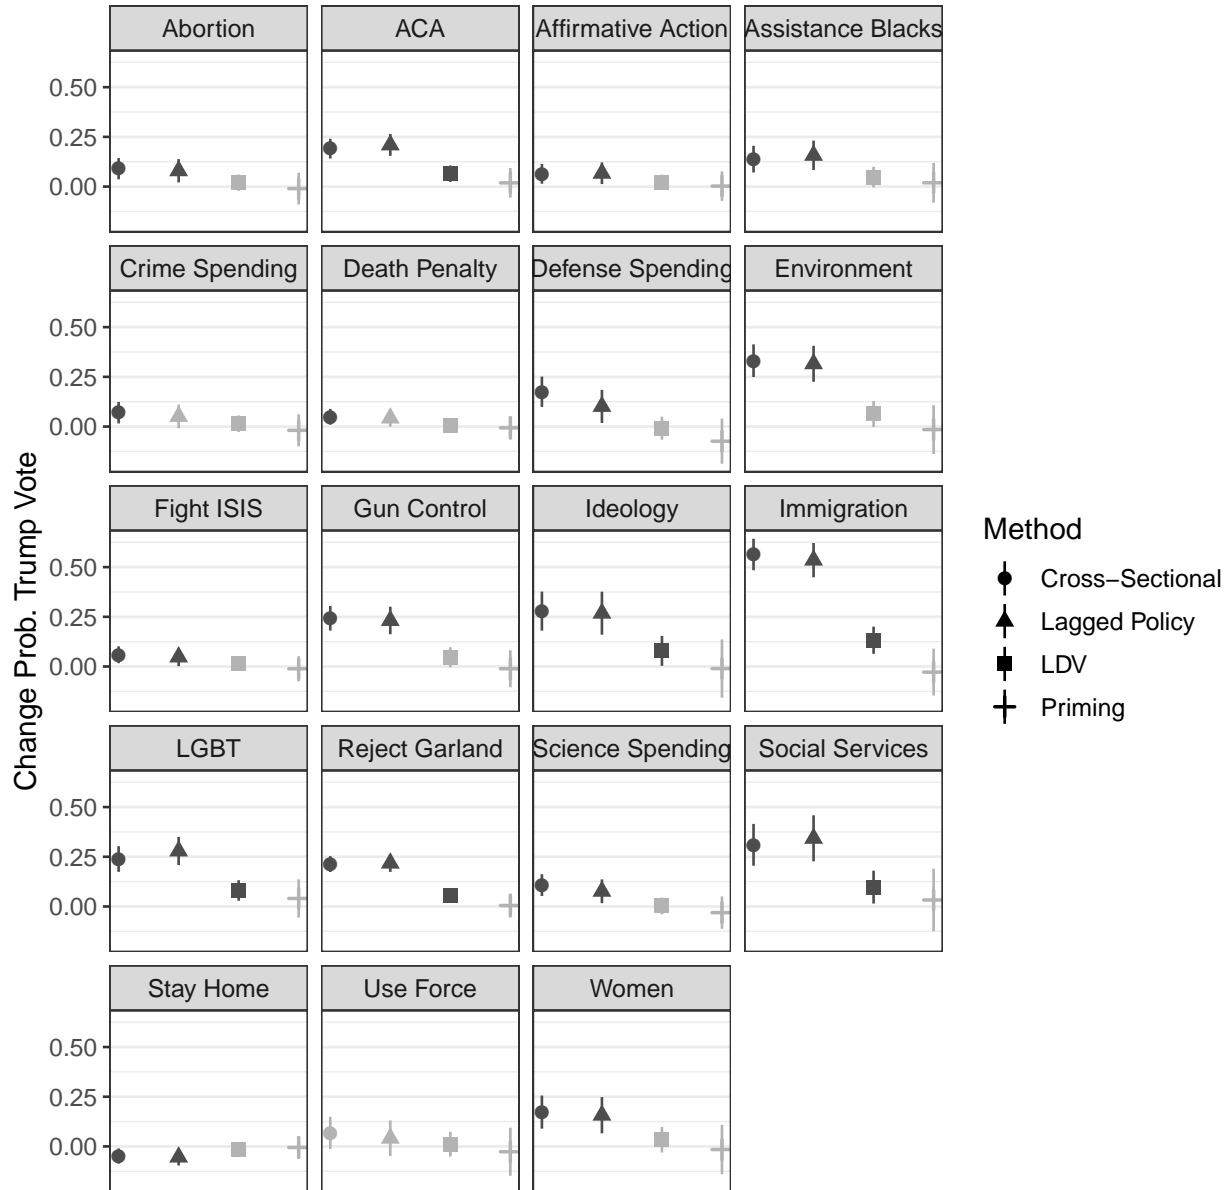 Abortion
ACA
Affirmative Action
Assistance Blacks
0.50
0.25
0.00
Crime Spending
Death Penalty
Defense Spending
Environment
0.50
0.25
0.00
Fight ISIS
Gun Control
Ideology
Immigration
0.50
0.25
0.00
LGBT
Reject Garland
Science Spending
Social Services
0.50
0.25
0.00
Stay Home
Use Force
Women
0.50
0.25
0.00
Change Prob. Trump Vote
Method
Cross−Sectional
Lagged Policy
LDV
Priming